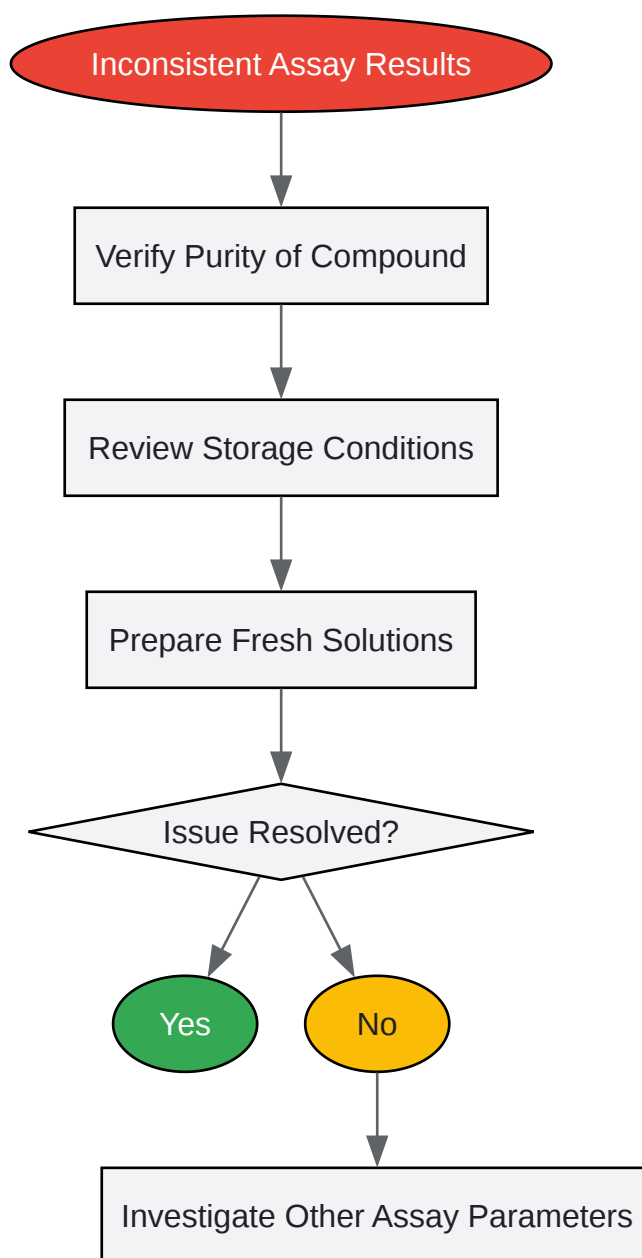 Inconsistent Assay Results
Verify Purity of Compound
Review Storage Conditions
Prepare Fresh Solutions
Issue Resolved?
Yes
No
Investigate Other Assay Parameters